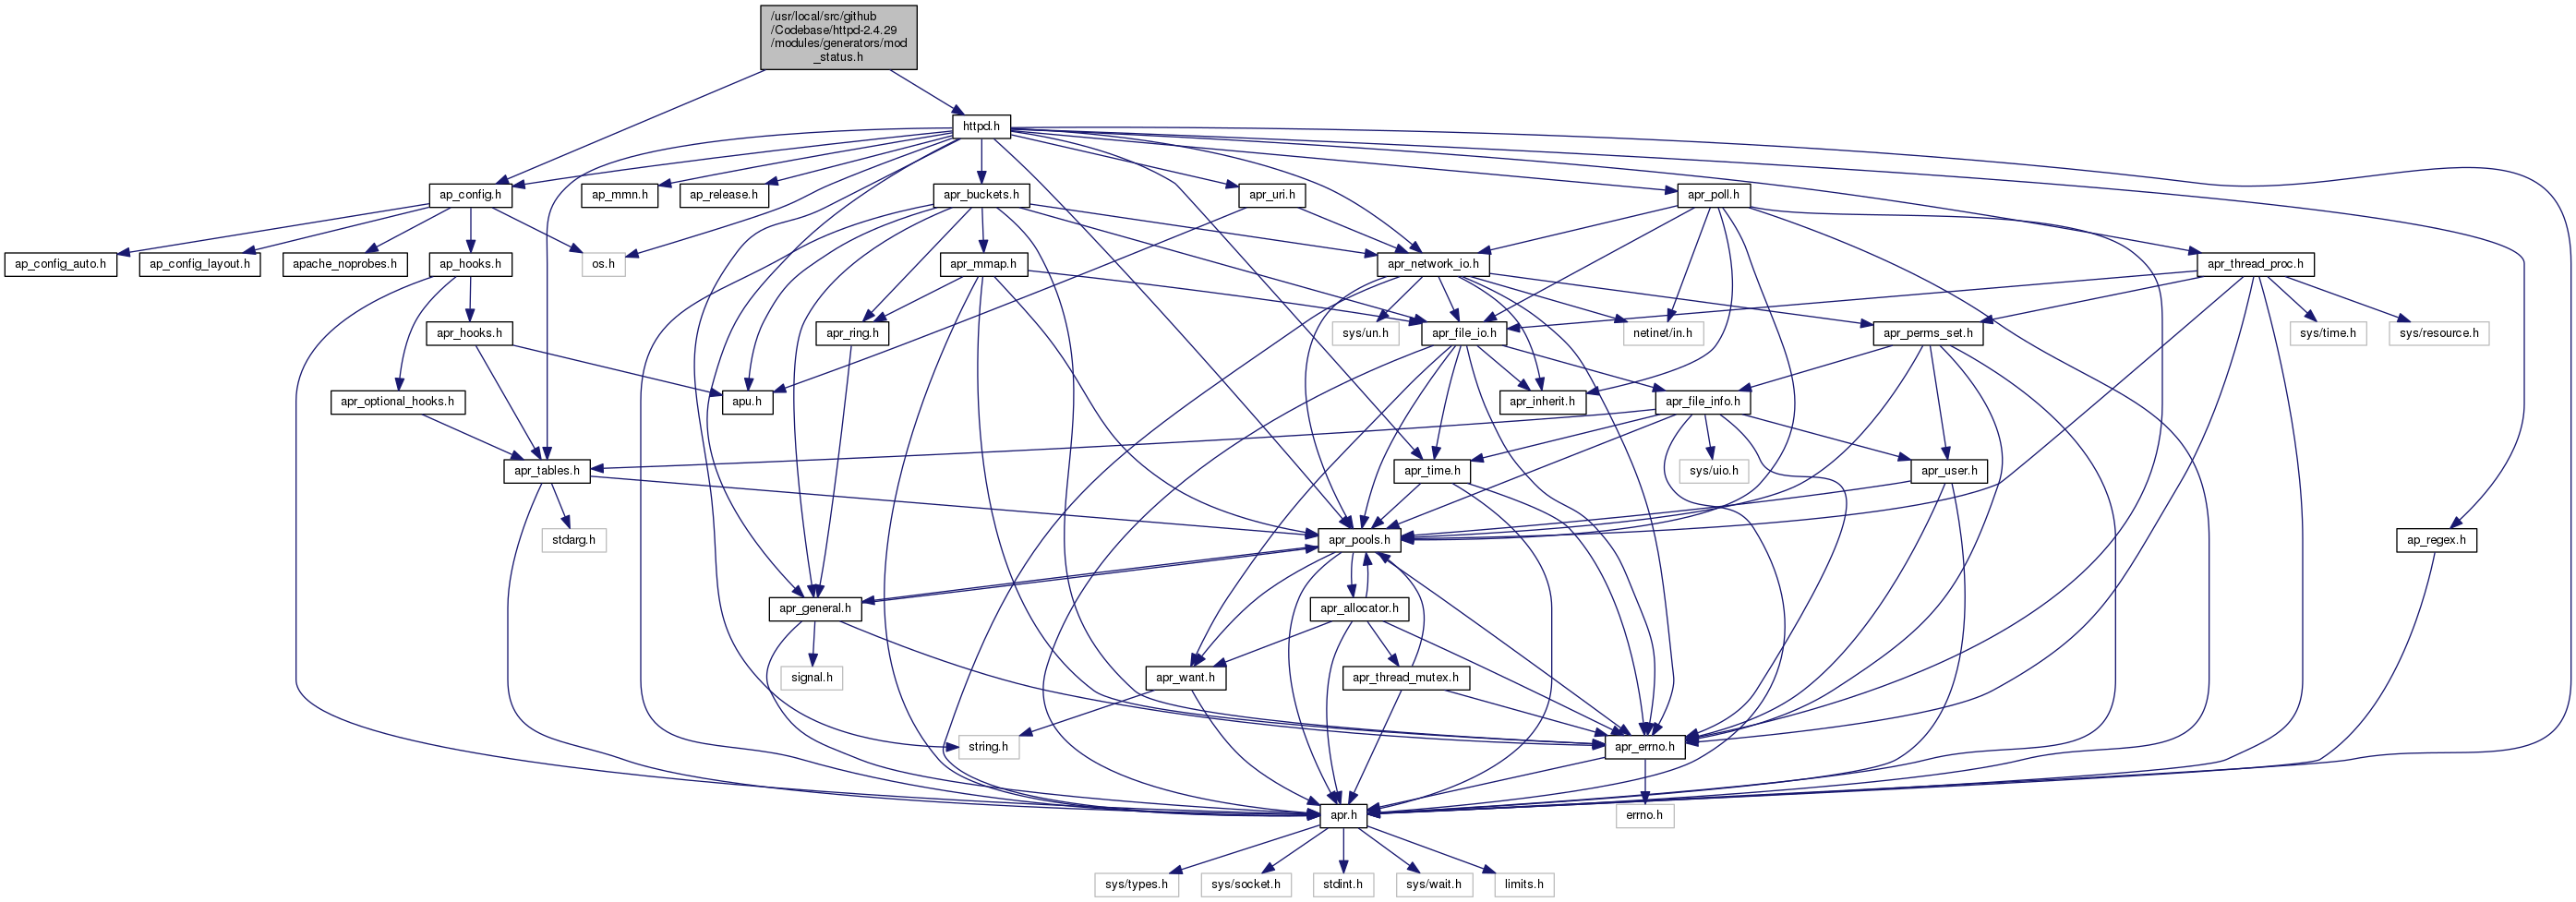 /usr/local/src/github
/Codebase/httpd-2.4.29
/modules/generators/mod
_status.h
httpd.h
ap_config.h
ap_mmn.h
ap_release.h
apr_buckets.h
apr_uri.h
apr_poll.h
ap_config_auto.h
ap_config_layout.h
apache_noprobes.h
ap_hooks.h
os.h
apr_mmap.h
apr_network_io.h
apr_thread_proc.h
apr_hooks.h
apr_ring.h
sys/un.h
apr_file_io.h
netinet/in.h
apr_perms_set.h
sys/time.h
sys/resource.h
apr_optional_hooks.h
apu.h
apr_inherit.h
apr_file_info.h
apr_tables.h
apr_time.h
sys/uio.h
apr_user.h
stdarg.h
apr_pools.h
ap_regex.h
apr_general.h
apr_allocator.h
signal.h
apr_want.h
apr_thread_mutex.h
string.h
apr_errno.h
apr.h
errno.h
sys/types.h
sys/socket.h
stdint.h
sys/wait.h
limits.h